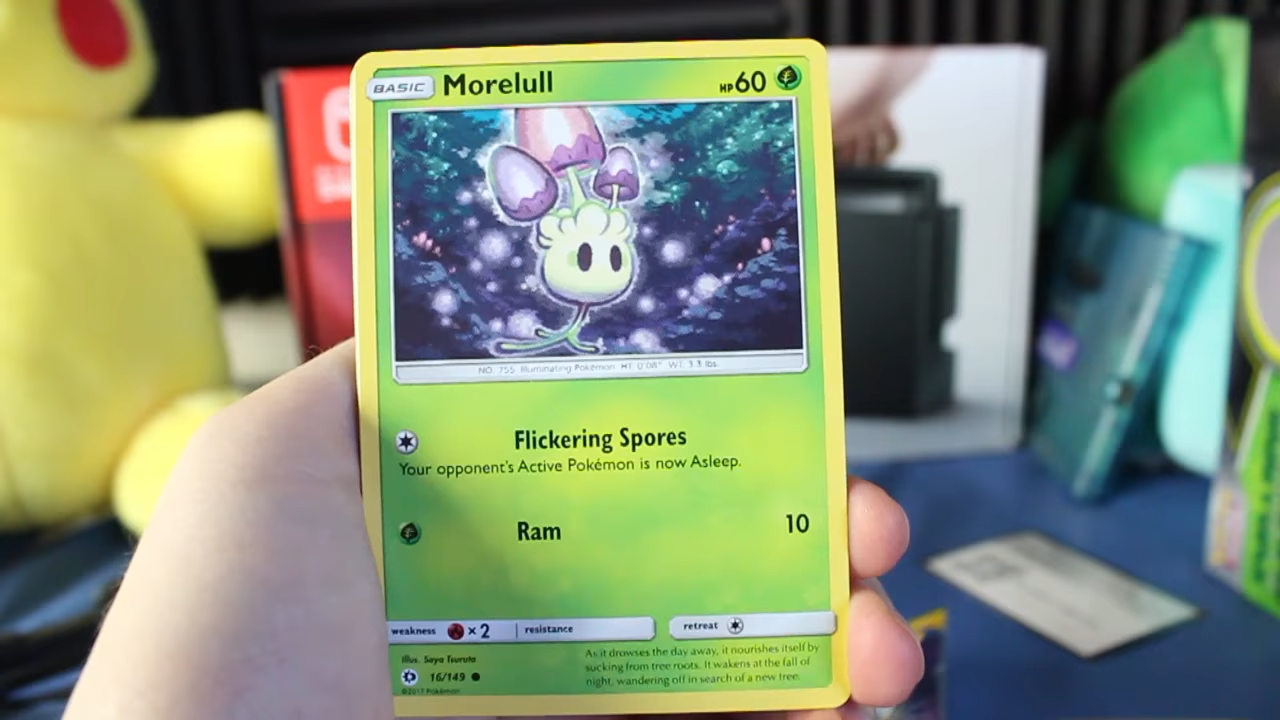 BASIC Morelull HP 60
NO. 755 Illuminating Pokémon HT: 0'08" WT: 3.3 lbs.
Flickering Spores
Your opponent's Active Pokémon is now Asleep.
Ram 10
weakness ×2 resistance retreat
Illus. Saya Tsuruta
16/149
©2017 Pokémon
As it drowses the day away, it nourishes itself by
sucking from tree roots. It wakens at the fall of
night, wandering off in search of a new tree.